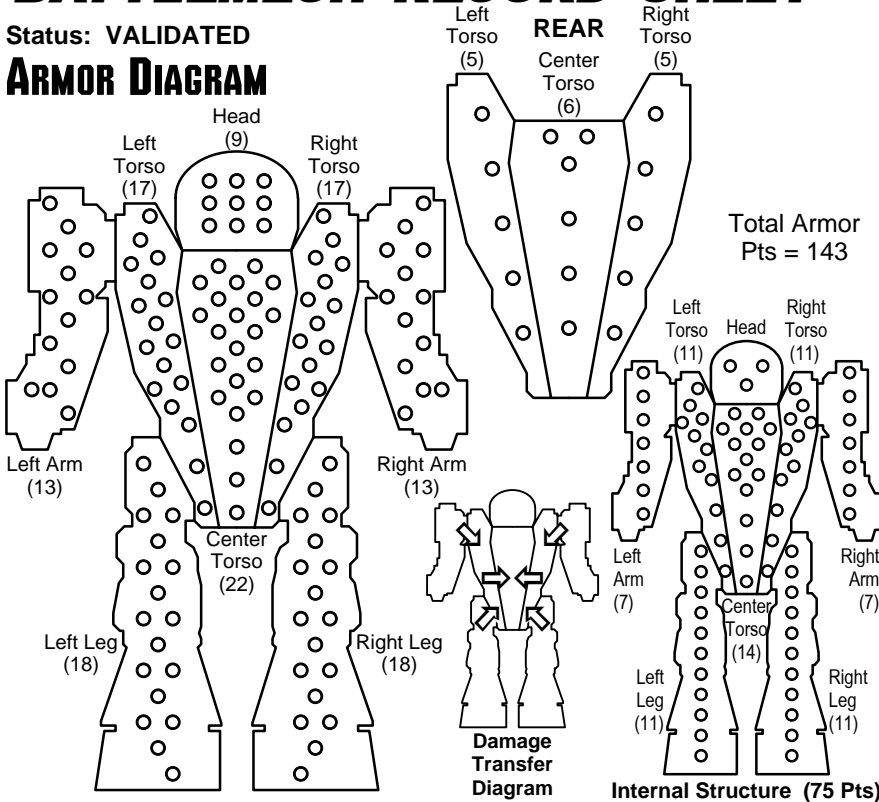 BATTLEMECH RECORD SHEET
Status: VALIDATED
ARMOR DIAGRAM
Head
(9)
Left
Torso
(17)
Right
Torso
(17)
Left Arm
(13)
Right Arm
(13)
Center
Torso
(22)
Left Leg
(18)
Right Leg
(18)
REAR
Left
Torso
(5)
Center
Torso
(6)
Right
Torso
(5)
Total Armor
Pts = 143
Left
Torso
(11)
Head
Right
Torso
(11)
Left
Arm
(7)
Right
Arm
(7)
Center
Torso
(14)
Left
Leg
(11)
Right
Leg
(11)
Damage
Transfer
Diagram
Internal Structure (75 Pts)